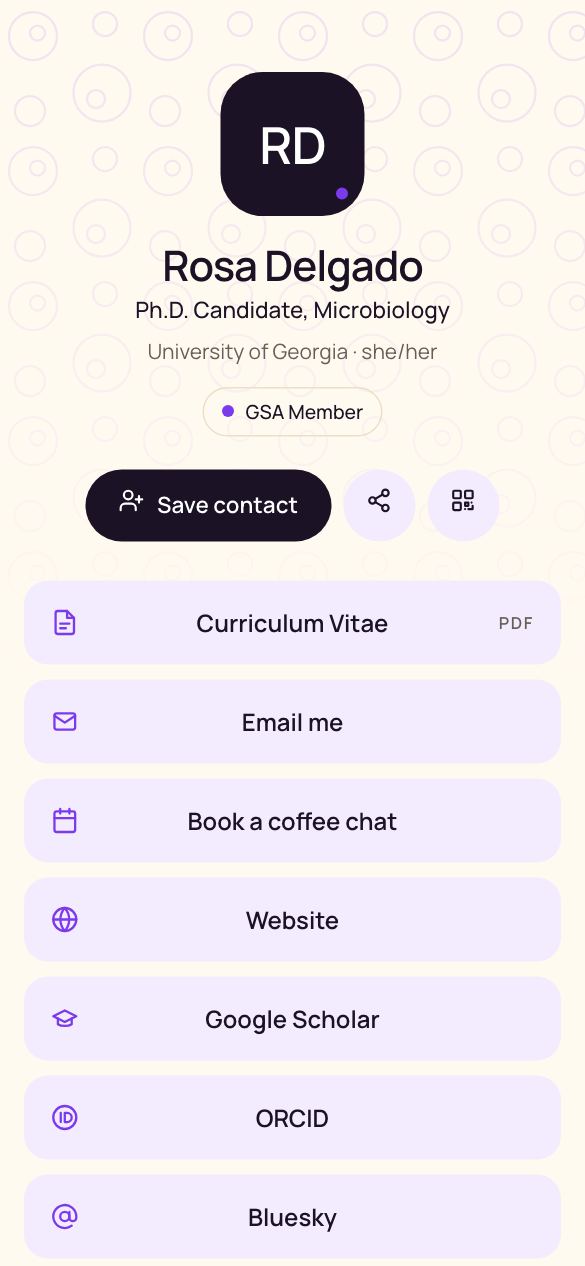 RD
Rosa Delgado
Ph.D. Candidate, Microbiology
University of Georgia · she/her
GSA Member
Save contact
Curriculum Vitae PDF
Email me
Book a coffee chat
Website
Google Scholar
ORCID
Bluesky